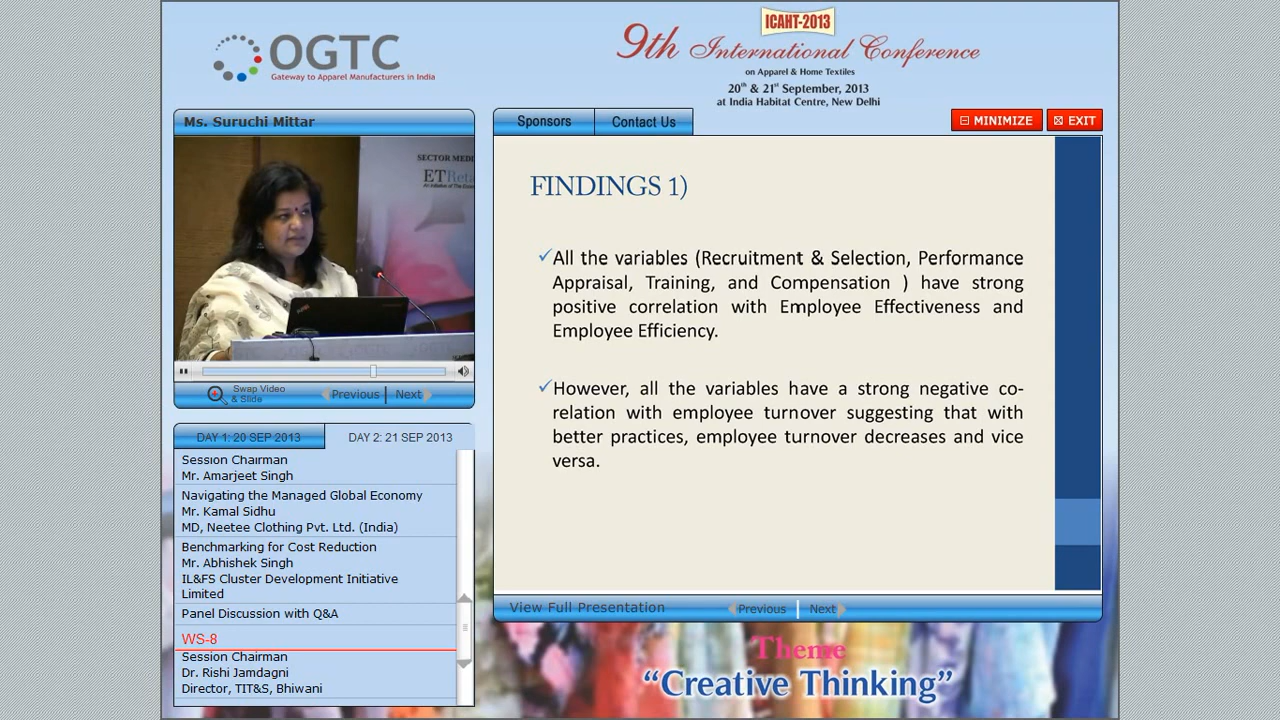 OGTC
Gateway to Apparel Manufacturers in India
ICAHT-2013
9th International Conference
on Apparel & Home Textiles
20th & 21st September, 2013
at India Habitat Centre, New Delhi
Ms. Suruchi Mittar
Sponsors
Contact Us
MINIMIZE
EXIT
SECTOR MEDI
ETReta
OGTC
FINDINGS 1)
✓All the variables (Recruitment & Selection, Performance
Appraisal, Training, and Compensation ) have strong
positive correlation with Employee Effectiveness and
Employee Efficiency.
✓However, all the variables have a strong negative co-
relation with employee turnover suggesting that with
better practices, employee turnover decreases and vice
versa.
Swap Video
& Slide
Previous
Next
DAY 1: 20 SEP 2013
DAY 2: 21 SEP 2013
Session Chairman
Mr. Amarjeet Singh
Navigating the Managed Global Economy
Mr. Kamal Sidhu
MD, Neetee Clothing Pvt. Ltd. (India)
Benchmarking for Cost Reduction
Mr. Abhishek Singh
IL&FS Cluster Development Initiative
Limited
Panel Discussion with Q&A
WS-8
Session Chairman
Dr. Rishi Jamdagni
Director, TIT&S, Bhiwani
View Full Presentation
Previous
Next
Theme
“Creative Thinking”